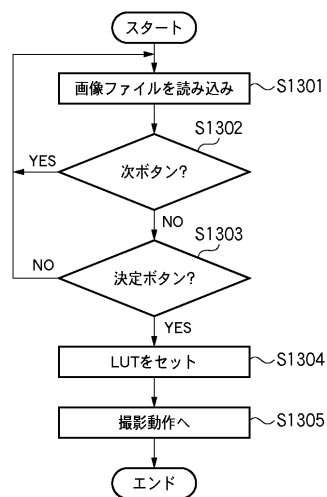 スタート
画像ファイルを読み込み
S1301
S1302
YES
次ボタン?
NO
S1303
NO
決定ボタン?
YES
LUTをセット
S1304
撮影動作へ
S1305
エンド